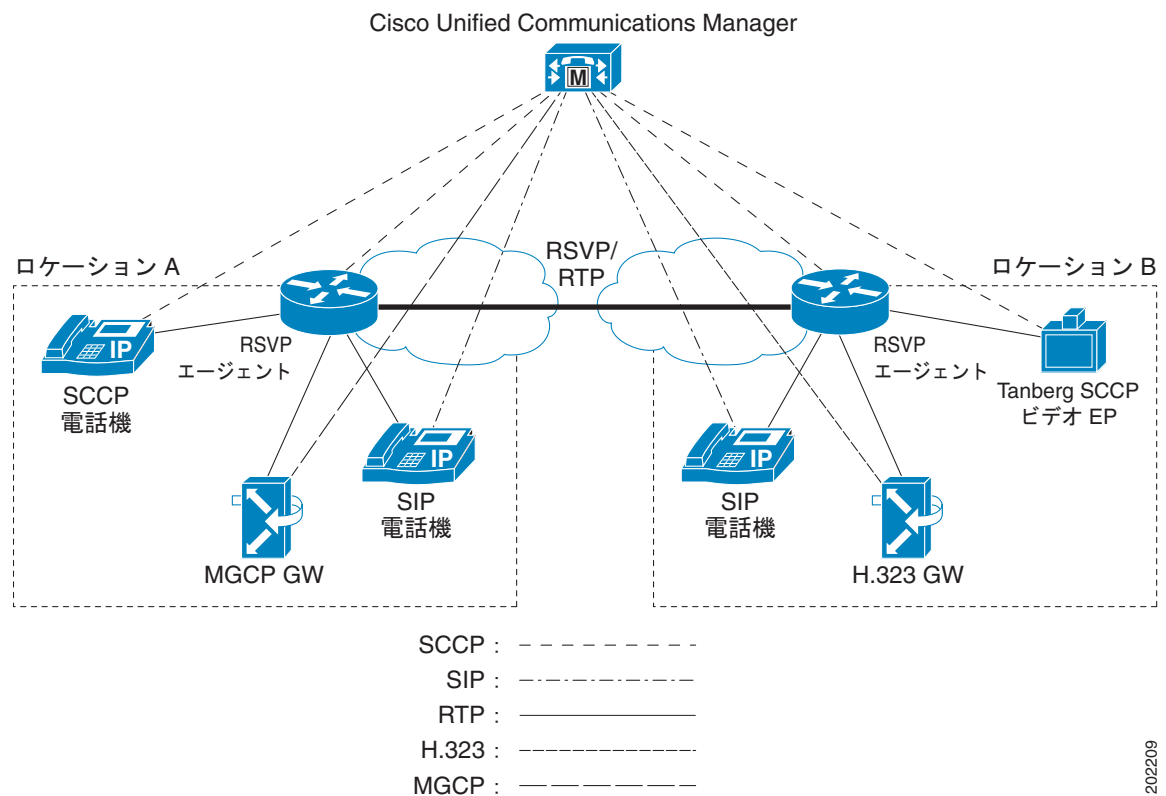 Cisco Unified Communications Manager
M
RSVP/
RTP
ロケーション A
ロケーション B
IP
SCCP
電話機
RSVP
エージェント
RSVP
エージェント
Tanberg SCCP
ビデオ EP
IP
SIP
電話機
IP
SIP
電話機
MGCP GW
H.323 GW
SCCP :
SIP :
RTP :
H.323 :
MGCP :
202209